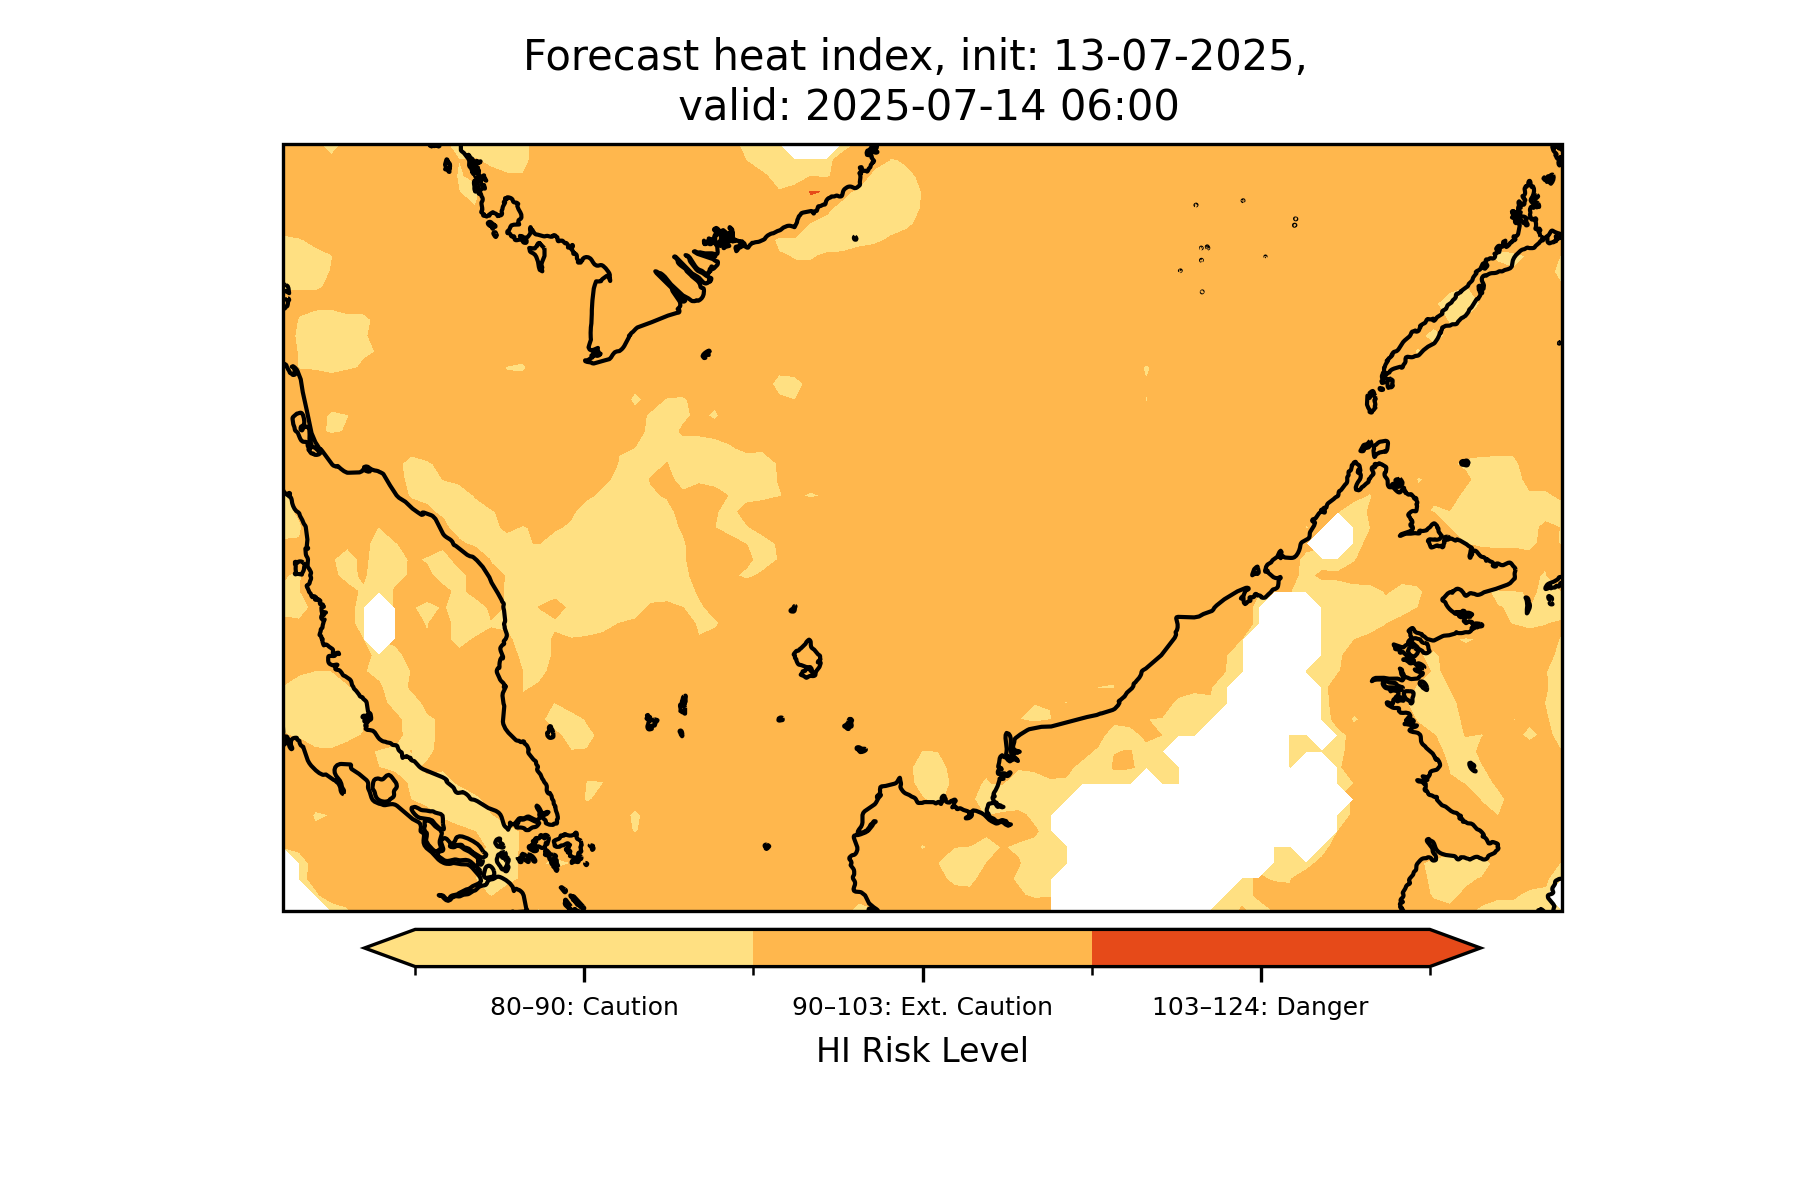 Forecast heat index, init: 13-07-2025,
valid: 2025-07-14 06:00
80–90: Caution
90–103: Ext. Caution
103–124: Danger
HI Risk Level